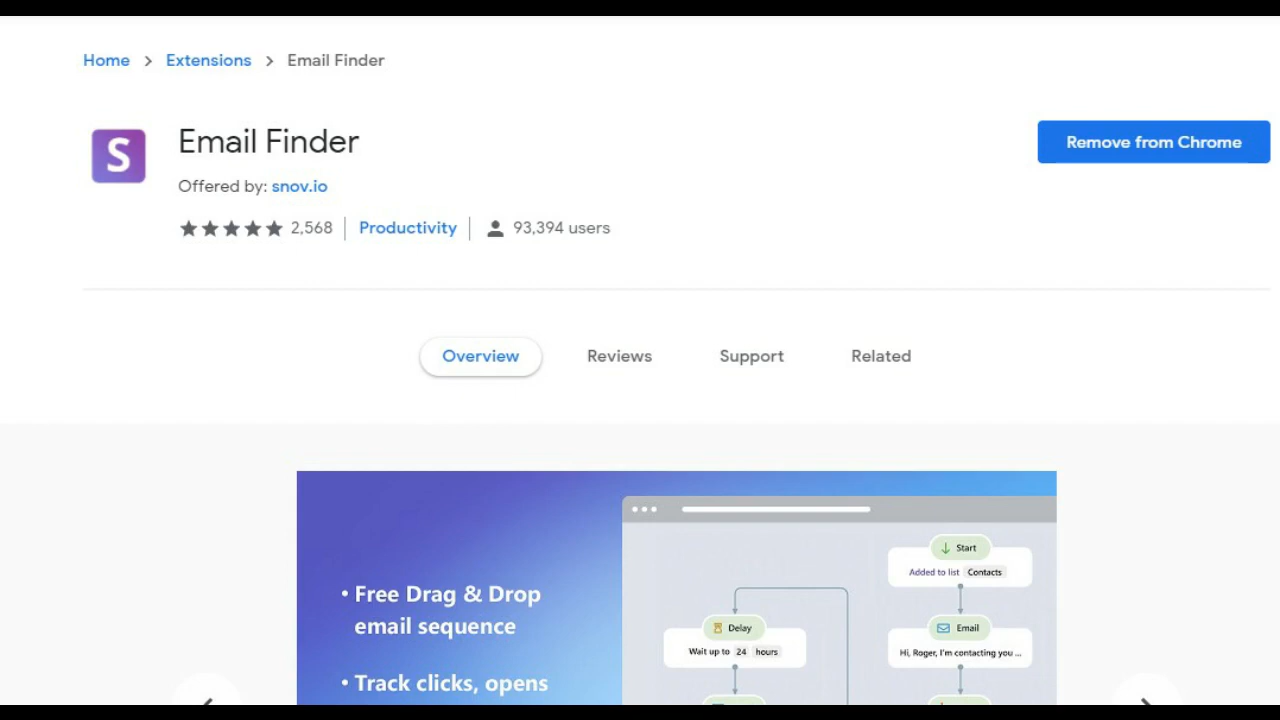 Home > Extensions > Email Finder
S
Email Finder
Remove from Chrome
Offered by: snov.io
2,568
Productivity
93,394 users
Overview
Reviews
Support
Related
• Free Drag & Drop
email sequence
• Track clicks, opens
Start
Added to list Contacts
Delay
Wait up to 24 hours
Email
Hi, Roger, I'm contacting you ...